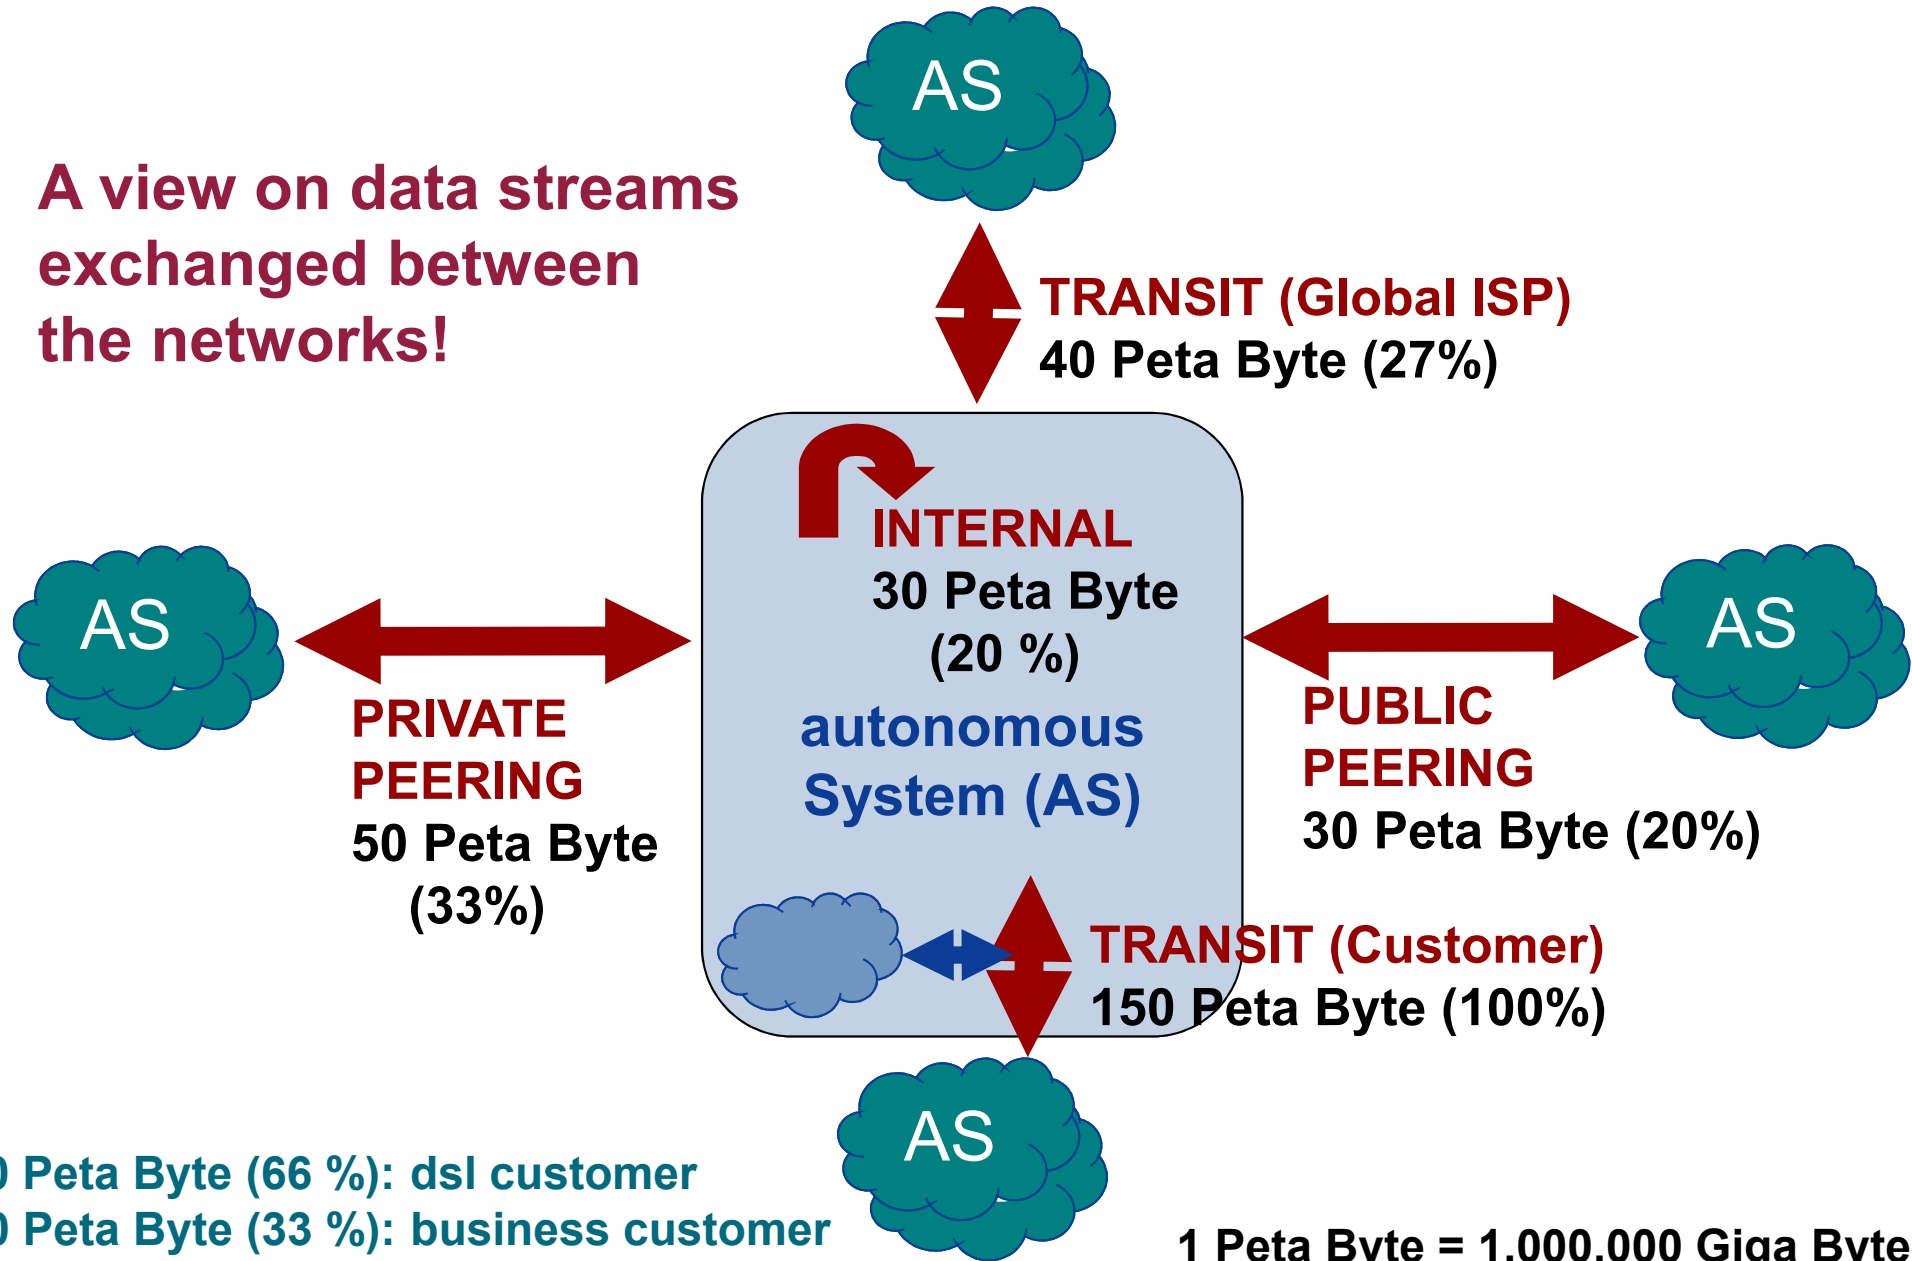 AS
A view on data streams
exchanged between
the networks!
TRANSIT (Global ISP)
40 Peta Byte (27%)
INTERNAL
30 Peta Byte
(20 %)
autonomous
System (AS)
AS
PRIVATE
PEERING
50 Peta Byte
(33%)
AS
PUBLIC
PEERING
30 Peta Byte (20%)
TRANSIT (Customer)
150 Peta Byte (100%)
AS
0 Peta Byte (66 %): dsl customer
0 Peta Byte (33 %): business customer
1 Peta Byte = 1.000.000 Giga Byte